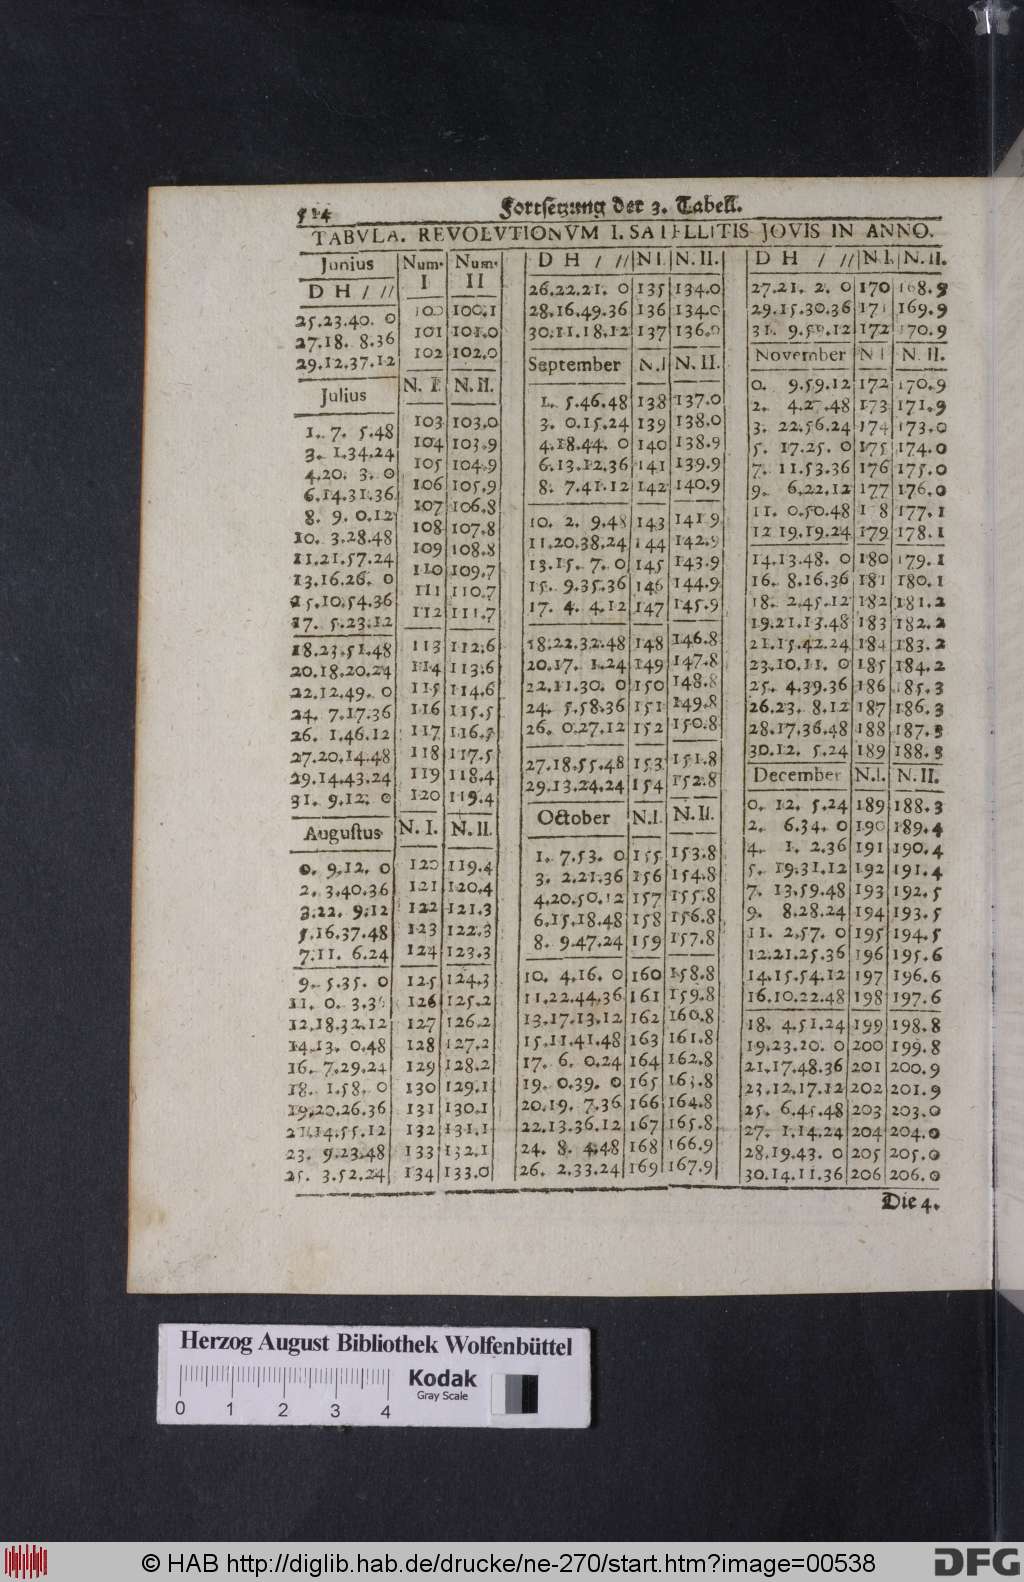 514 Fortsetzung der 3. Tabell.
TABVLA. REVOLVTIONVM I. SATELLITIS JOVIS IN ANNO.
Junius Num. I Num. II
D H / //
25.23.40. 0 100 100.1
27.18. 8.36 101 101.0
29.12.37.12 102 102.0
Julius N. I. N. II.
1. 7. 5.48 103 103.0
3. 1.34.24 104 103.9
4.20. 3. 0 105 104.9
6.14.31.36 106 105.9
8. 9. 0.12 107 106.8
10. 3.28.48 108 107.8
11.21.57.24 109 108.8
13.16.26. 0 110 109.7
15.10.54.36 111 110.7
17. 5.23.12 112 111.7
18.23.51.48 113 112.6
20.18.20.24 114 113.6
22.12.49. 0 115 114.6
24. 7.17.36 116 115.5
26. 1.46.12 117 116.5
27.20.14.48 118 117.5
29.14.43.24 119 118.4
31. 9.12. 0 120 119.4
Augustus N. I. N. II.
0. 9.12. 0 120 119.4
2. 3.40.36 121 120.4
3.22. 9.12 122 121.3
5.16.37.48 123 122.3
7.11. 6.24 124 123.3
9. 5.35. 0 125 124.3
11. 0. 3.36 126 125.2
12.18.32.12 127 126.2
14.13. 0.48 128 127.2
16. 7.29.24 129 128.2
18. 1.58. 0 130 129.1
19.20.26.36 131 130.1
21.14.55.12 132 131.1
23. 9.23.48 133 132.1
25. 3.52.24 134 133.0
D H / // N I. N. II.
26.22.21. 0 135 134.0
28.16.49.36 136 134.0
30.11.18.12 137 136.0
September N. I N. II.
1. 5.46.48 138 137.0
3. 0.15.24 139 138.0
4.18.44. 0 140 138.9
6.13.12.36 141 139.9
8. 7.41.12 142 140.9
10. 2. 9.48 143 141 9
11.20.38.24 144 142.9
13.15. 7. 0 145 143.9
15. 9.35.36 146 144.9
17. 4. 4.12 147 145.9
18.22.32.48 148 146.8
20.17. 1.24 149 147.8
22.11.30. 0 150 148.8
24. 5.58.36 151 149.8
26. 0.27.12 152 150.8
27.18.55.48 153 151.8
29.13.24.24 154 152.8
October N.I. N. II.
1. 7.53. 0 155 153.8
3. 2.21.36 156 154.8
4.20.50.12 157 155.8
6.15.18.48 158 156.8
8. 9.47.24 159 157.8
10. 4.16. 0 160 158.8
11.22.44.36 161 159.8
13.17.13.12 162 160.8
15.11.41.48 163 161.8
17. 6. 0.24 164 162.8
19. 0.39. 0 165 163.8
20.19. 7.36 166 164.8
22.13.36.12 167 165.8
24. 8. 4.48 168 166.9
26. 2.33.24 169 167.9
D H / // N I. N. II.
27.21. 2. 0 170 168.9
29.15.30.36 171 169.9
31. 9.59.12 172 170.9
November N I N. II.
0. 9.59.12 172 170.9
2. 4.27.48 173 171.9
3. 22.56.24 174 173.0
5. 17.25. 0 175 174.0
7. 11.53.36 176 175.0
9. 6.22.12 177 176.0
11. 0.50.48 178 177.1
12 19.19.24 179 178.1
14.13.48. 0 180 179.1
16. 8.16.36 181 180.1
18. 2.45.12 182 181.2
19.21.13.48 183 182.2
21.15.42.24 184 183.2
23.10.11. 0 185 184.2
25. 4.39.36 186 185.3
26.23. 8.12 187 186.3
28.17.36.48 188 187.3
30.12. 5.24 189 188.3
December N.I. N. II.
0. 12. 5.24 189 188.3
2. 6.34. 0 190 189.4
4. 1. 2.36 191 190.4
5. 19.31.12 192 191.4
7. 13.59.48 193 192.5
9. 8.28.24 194 193.5
11. 2.57. 0 195 194.5
12.21.25.36 196 195.6
14.15.54.12 197 196.6
16.10.22.48 198 197.6
18. 4.51.24 199 198.8
19.23.20. 0 200 199.8
21.17.48.36 201 200.9
23.12.17.12 202 201.9
25. 6.45.48 203 203.0
27. 1.14.24 204 204.0
28.19.43. 0 205 205.0
30.14.11.36 206 206.0
Die 4.
Herzog August Bibliothek Wolfenbüttel
Kodak
Gray Scale
0 1 2 3 4
© HAB http://diglib.hab.de/drucke/ne-270/start.htm?image=00538
DFG